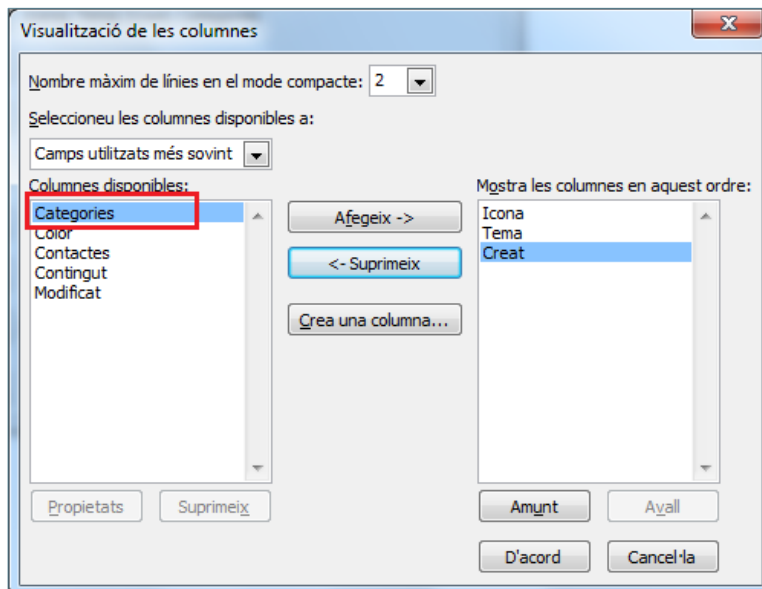 Visualització de les columnes
Nombre màxim de línies en el mode compacte: 2
Seleccioneu les columnes disponibles a:
Camps utilitzats més sovint
Columnes disponibles:
Categories
Color
Contactes
Contingut
Modificat
Afegeix ->
<- Suprimeix
Crea una columna...
Mostra les columnes en aquest ordre:
Icona
Tema
Creat
Propietats
Suprimeix
Amunt
Avall
D'acord
Cancel·la